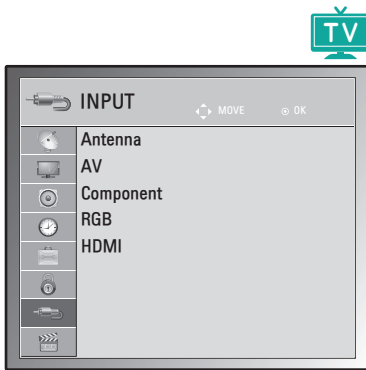 TV
INPUT
MOVE
OK
Antenna
AV
Component
RGB
HDMI